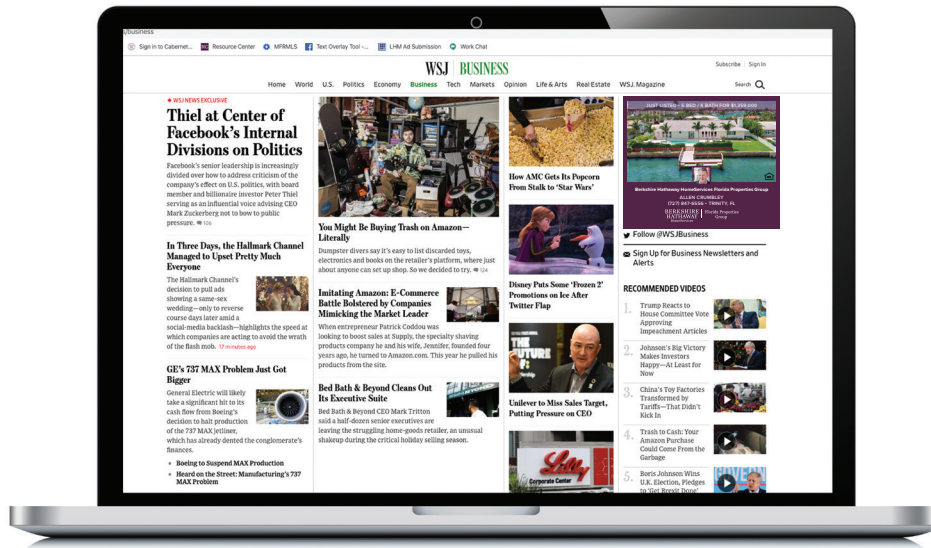 s/business
Sign in to Cabernet...
Resource Center
MFRMLS
Text Overlay Tool -...
LHM Ad Submission
Work Chat
WSJ | BUSINESS
Subscribe | Sign In
Home World U.S. Politics Economy Business Tech Markets Opinion Life & Arts Real Estate WSJ. Magazine
Search
WSJ NEWS EXCLUSIVE
Thiel at Center of
Facebook's Internal
Divisions on Politics
Facebook's senior leadership is increasingly
divided over how to address criticism of the
company's effect on U.S. politics, with board
member and billionaire investor Peter Thiel
serving as an influential voice advising CEO
Mark Zuckerberg not to bow to public
pressure. 106
In Three Days, the Hallmark Channel
Managed to Upset Pretty Much
Everyone
The Hallmark Channel's
decision to pull ads
showing a same-sex
wedding—only to reverse
course days later amid a
social-media backlash—highlights the speed at
which companies are acting to avoid the wrath
of the flash mob. 17 minutes ago
GE's 737 MAX Problem Just Got
Bigger
General Electric will likely
take a significant hit to its
cash flow from Boeing's
decision to halt production
of the 737 MAX jetliner,
which has already dented the conglomerate's
finances.
Boeing to Suspend MAX Production
Heard on the Street: Manufacturing's 737
MAX Problem
You Might Be Buying Trash on Amazon—
Literally
Dumpster divers say it's easy to list discarded toys,
electronics and books on the retailer's platform, where just
about anyone can set up shop. So we decided to try. 124
Imitating Amazon: E-Commerce
Battle Bolstered by Companies
Mimicking the Market Leader
When entrepreneur Patrick Coddou was
looking to boost sales at Supply, the specialty shaving
products company he and his wife, Jennifer, founded four
years ago, he turned to Amazon.com. This year he pulled his
products from the site.
Bed Bath & Beyond Cleans Out
Its Executive Suite
Bed Bath & Beyond CEO Mark Tritton
said a half-dozen senior executives are
leaving the struggling home-goods retailer, an unusual
shakeup during the critical holiday selling season.
How AMC Gets Its Popcorn
From Stalk to 'Star Wars'
Disney Puts Some 'Frozen 2'
Promotions on Ice After
Twitter Flap
THE
FUTURE
Unilever to Miss Sales Target,
Putting Pressure on CEO
Lilly
Corporate Center
JUST LISTED - 5 BED / 5 BATH FOR $1,259,000
Berkshire Hathaway HomeServices Florida Properties Group
ALLEN CRUMBLEY
(727) 847-6556 - TRINITY, FL
BERKSHIRE
HATHAWAY
Florida Properties
Group
Follow @WSJBusiness
Sign Up for Business Newsletters and
Alerts
RECOMMENDED VIDEOS
1. Trump Reacts to
House Committee Vote
Approving
Impeachment Articles
2. Johnson's Big Victory
Makes Investors
Happy—At Least for
Now
3. China's Toy Factories
Transformed by
Tariffs—That Didn't
Kick In
4. Trash to Cash: Your
Amazon Purchase
Could Come From the
Garbage
5. Boris Johnson Wins
U.K. Election, Pledges
to 'Get Brexit Done'